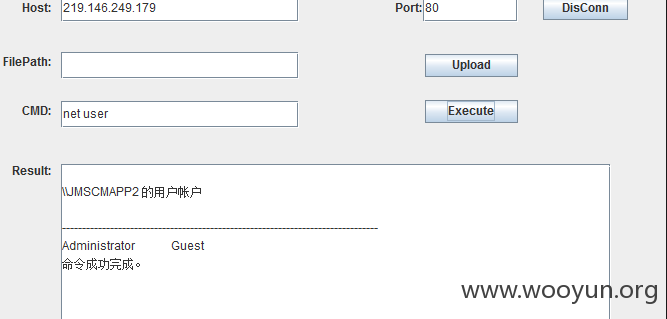 Host: 219.146.249.179 Port: 80 DisConn
FilePath: Upload
CMD: net user Execute
Result:
\\JMSCMAPP2 的用户帐户
-------------------------------------------------------------------------------
Administrator Guest
命令成功完成。
www.wooyun.org